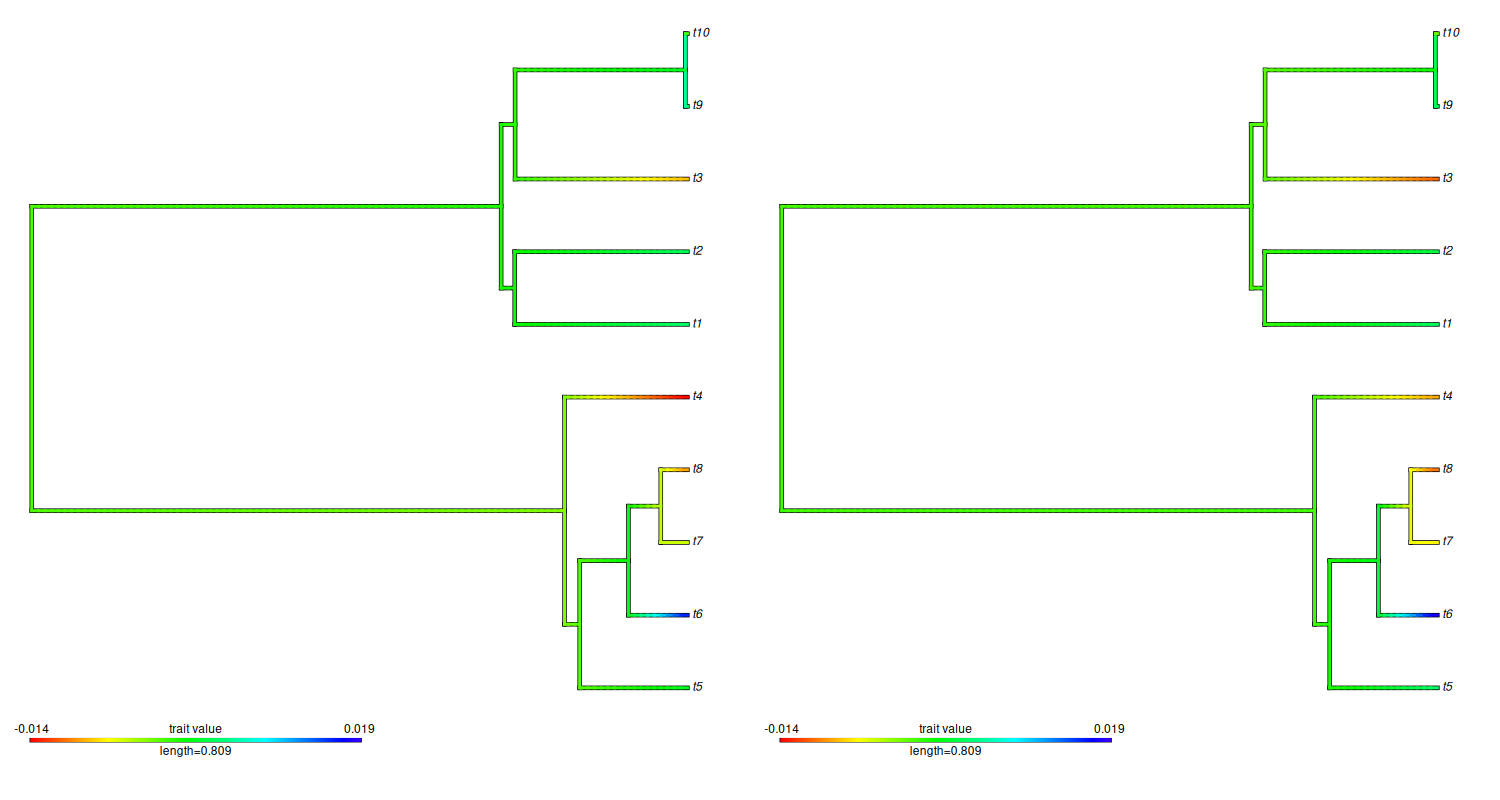 t10
t9
t3
t2
t1
t4
t8
t7
t6
t5
-0.014 trait value 0.019
length=0.809
t10
t9
t3
t2
t1
t4
t8
t7
t6
t5
-0.014 trait value 0.019
length=0.809